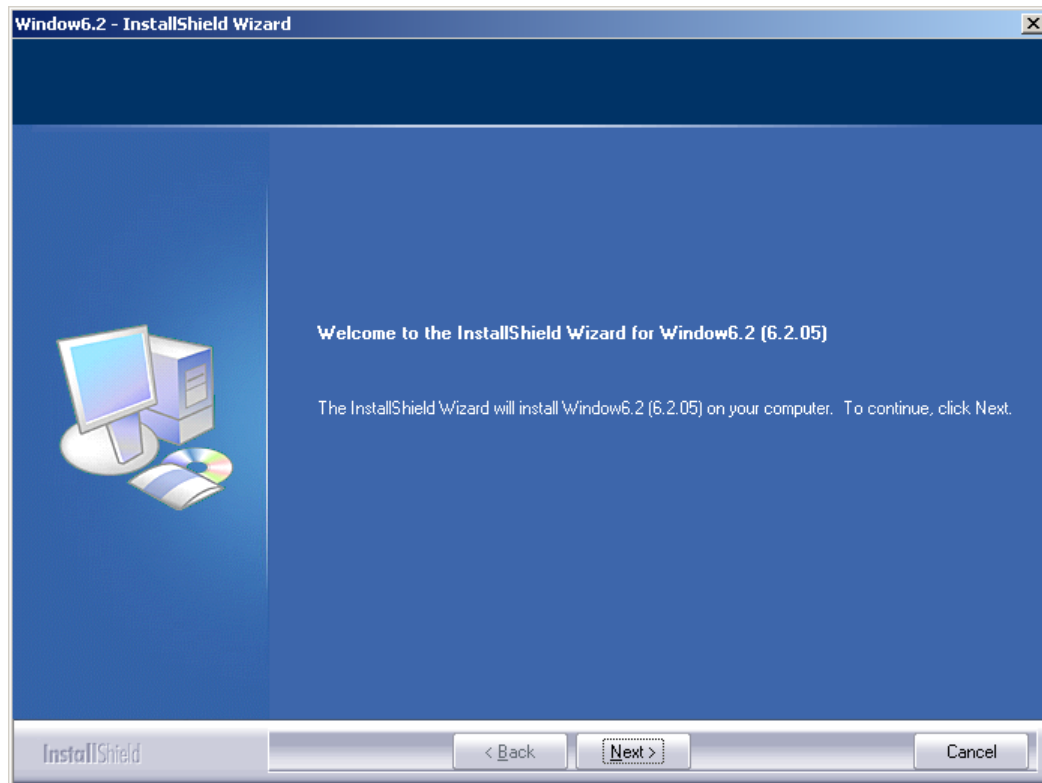 Window6.2 - InstallShield Wizard
Welcome to the InstallShield Wizard for Window6.2 (6.2.05)
The InstallShield Wizard will install Window6.2 (6.2.05) on your computer. To continue, click Next.
InstallShield
< Back
Next >
Cancel